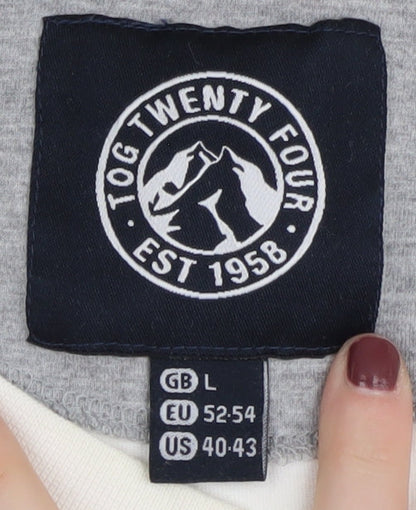 TOG TWENTY FOUR
· EST 1958 ·
GB L
EU 52-54
US 40-43